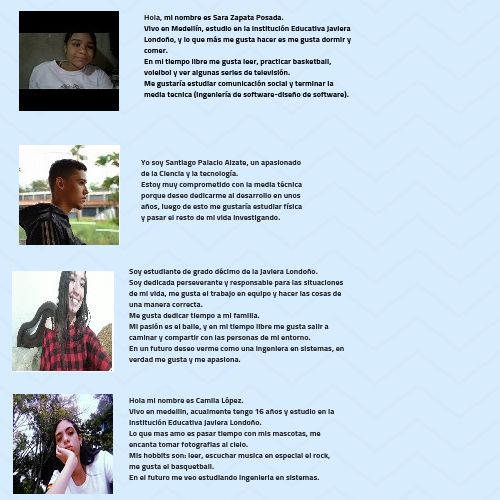 Hola, mi nombre es Sara Zapata Posada.
Vivo en Medellín, estudio en la Institución Educativa Javiera
Londoño, y lo que más me gusta hacer es me gusta dormir y
comer.
En mi tiempo libre me gusta leer, practicar basketball,
voleibol y ver algunas series de televisión.
Me gustaría estudiar comunicación social y terminar la
media tecnica (Ingeniería de software-diseño de software).
Yo soy Santiago Palacio Alzate, un apasionado
de la Ciencia y la tecnología.
Estoy muy comprometido con la media técnica
porque deseo dedicarme al desarrollo en unos
años, luego de esto me gustaría estudiar física
y pasar el resto de mi vida investigando.
Soy estudiante de grado décimo de la javiera Londoño.
Soy dedicada perseverante y responsable para las situaciones
de mi vida, me gusta el trabajo en equipo y hacer las cosas de
una manera correcta.
Me gusta dedicar tiempo a mi familia.
Mi pasión es el baile, y en mi tiempo libre me gusta salir a
caminar y compartir con las personas de mi entorno.
En un futuro deseo verme como una ingeniera en sistemas, en
verdad me gusta y me apasiona.
Hola mi nombre es Camila López.
Vivo en medellin, acualmente tengo 16 años y estudio en la
Institución Educativa Javiera Londoño.
Lo que mas amo es pasar tiempo con mis mascotas, me
encanta tomar fotografias al cielo.
Mis hobbits son: leer, escuchar musica en especial el rock,
me gusta el basquetball.
En el futuro me veo estudiando ingenieria en sistemas.